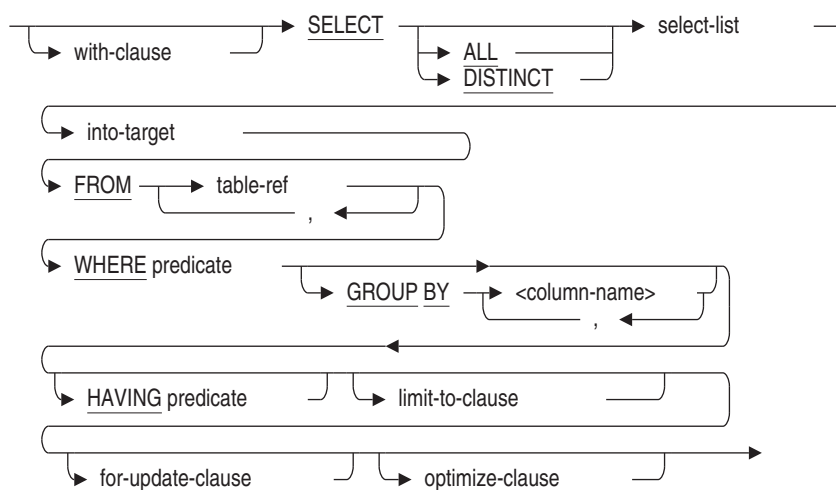 SELECT select-list
with-clause ALL
DISTINCT
into-target
FROM table-ref
,
WHERE predicate
GROUP BY <column-name>
,
HAVING predicate limit-to-clause
for-update-clause optimize-clause